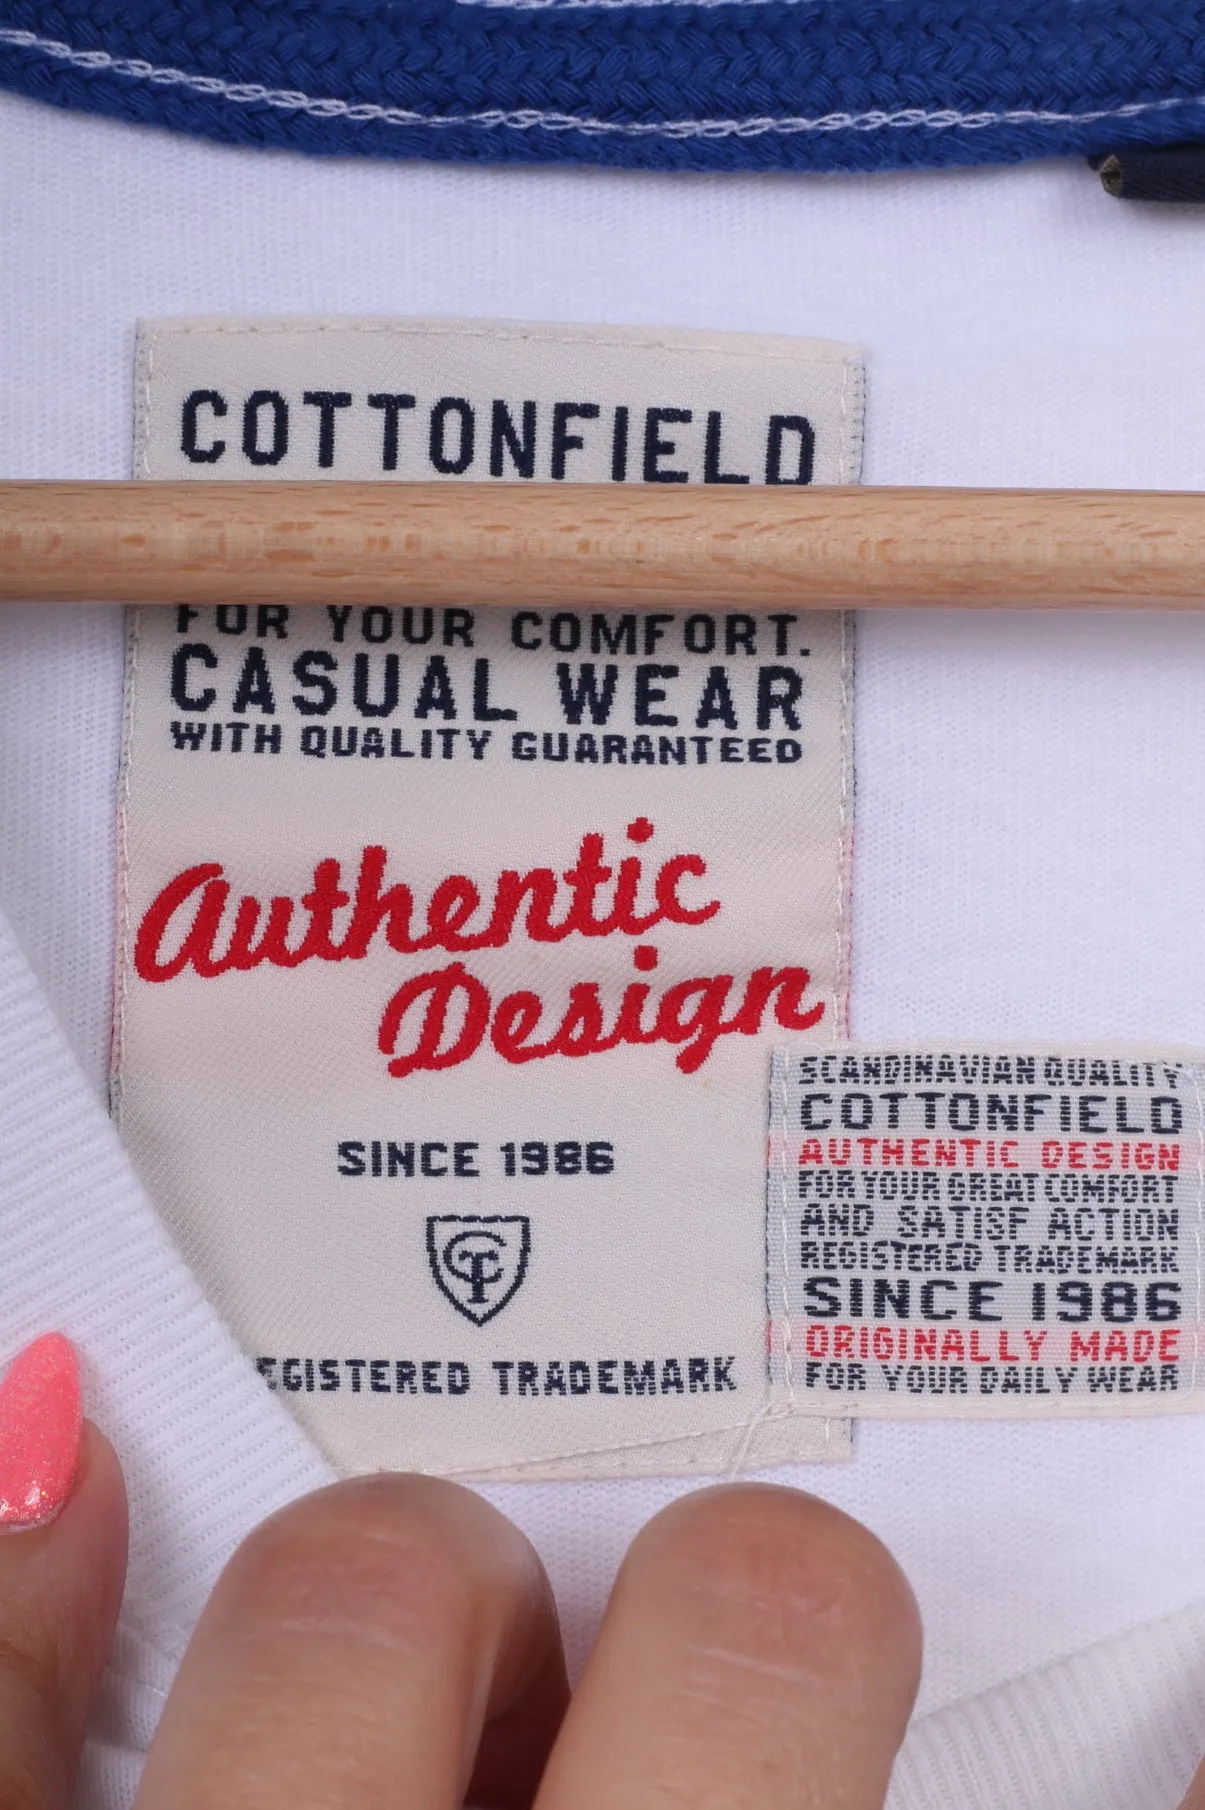 COTTONFIELD
FOR YOUR COMFORT.
CASUAL WEAR
WITH QUALITY GUARANTEED
Authentic
Design
SINCE 1986
EGISTERED TRADEMARK
SCANDINAVIAN QUALITY
COTTONFIELD
AUTHENTIC DESIGN
FOR YOUR GREAT COMFORT
AND SATISF ACTION
REGISTERED TRADEMARK
SINCE 1986
ORIGINALLY MADE
FOR YOUR DAILY WEAR